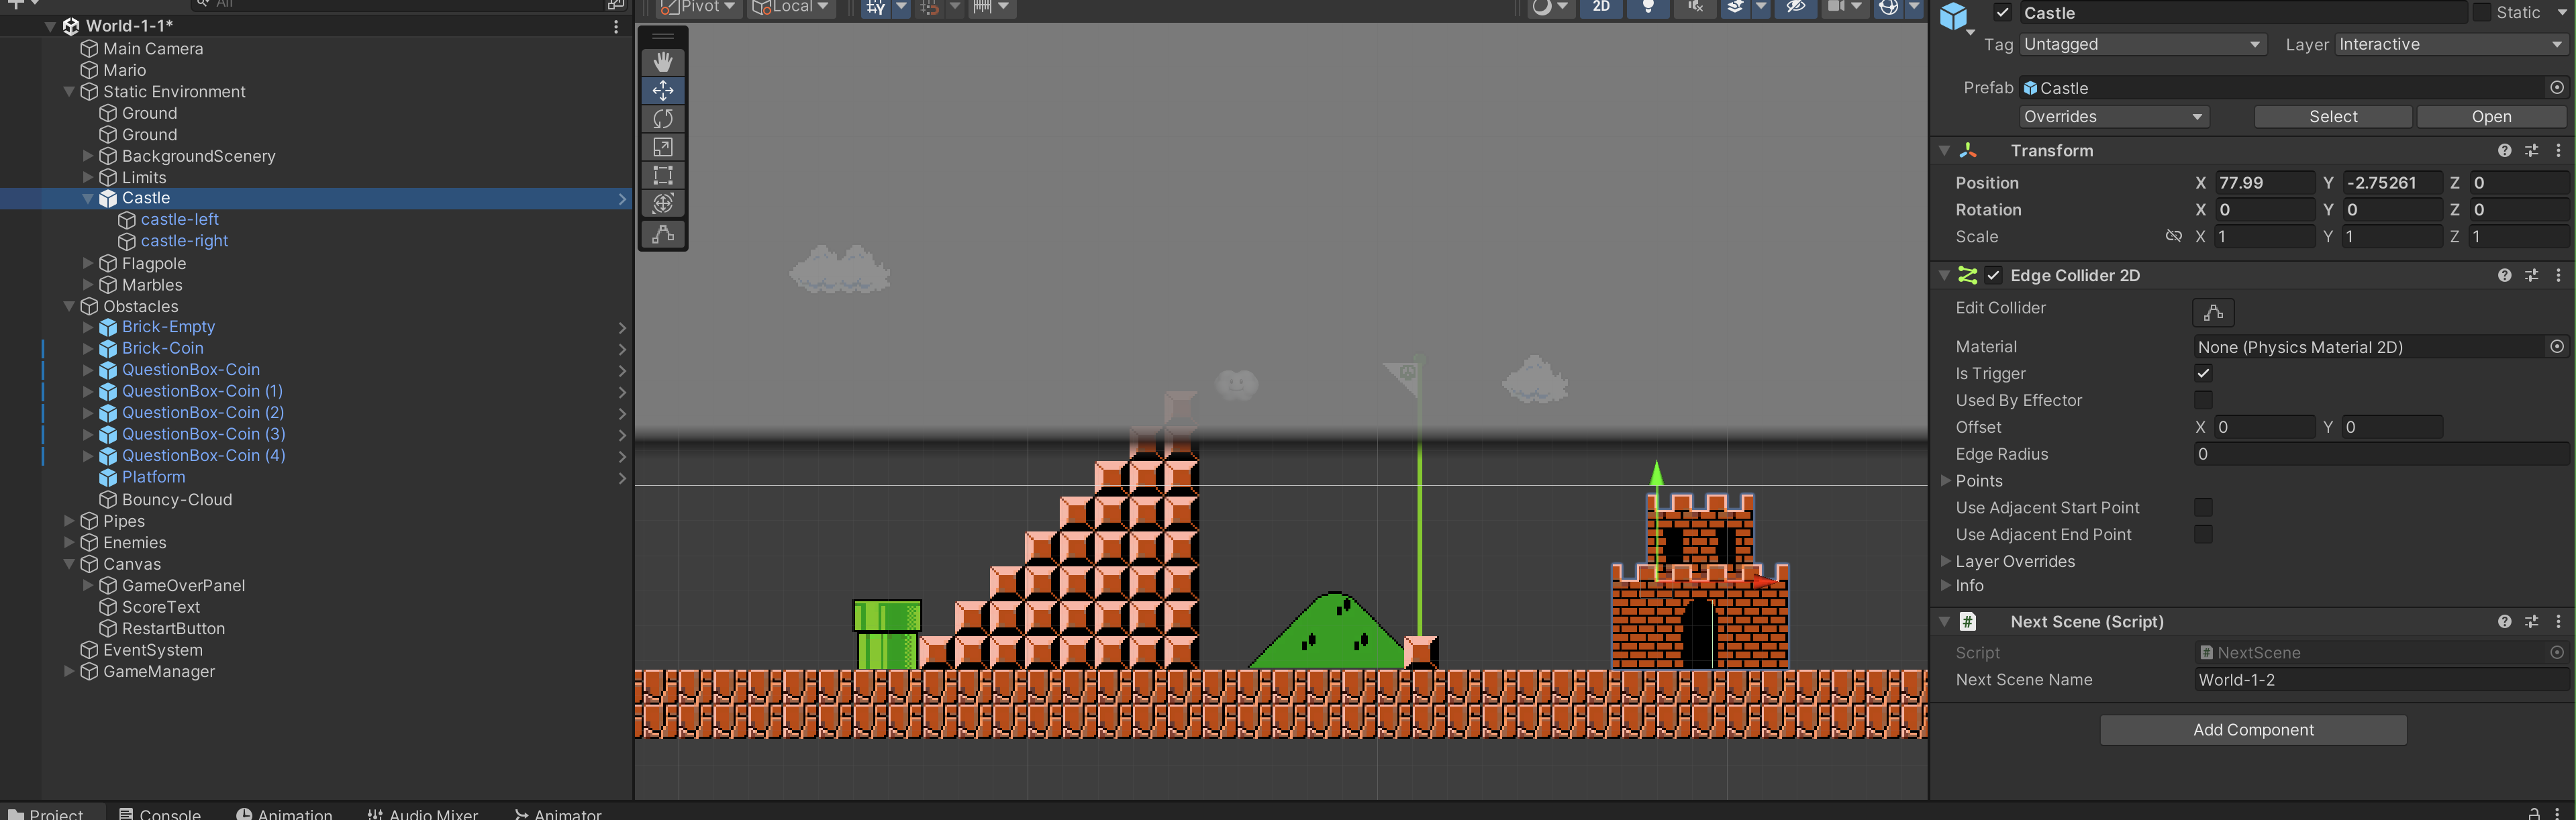 All
World-1-1*
Main Camera
Mario
Static Environment
Ground
Ground
BackgroundScenery
Limits
Castle
castle-left
castle-right
Flagpole
Marbles
Obstacles
Brick-Empty
Brick-Coin
QuestionBox-Coin
QuestionBox-Coin (1)
QuestionBox-Coin (2)
QuestionBox-Coin (3)
QuestionBox-Coin (4)
Platform
Bouncy-Cloud
Pipes
Enemies
Canvas
GameOverPanel
ScoreText
RestartButton
EventSystem
GameManager
Pivot Local Y 2D
Castle Static
Tag Untagged Layer Interactive
Prefab Castle
Overrides Select Open
Transform
Position X 77.99 Y -2.75261 Z 0
Rotation X 0 Y 0 Z 0
Scale X 1 Y 1 Z 1
Edge Collider 2D
Edit Collider
Material None (Physics Material 2D)
Is Trigger
Used By Effector
Offset X 0 Y 0
Edge Radius 0
Points
Use Adjacent Start Point
Use Adjacent End Point
Layer Overrides
Info
# Next Scene (Script)
Script NextScene
Next Scene Name World-1-2
Add Component
Project Console Animation Audio Mixer Animator